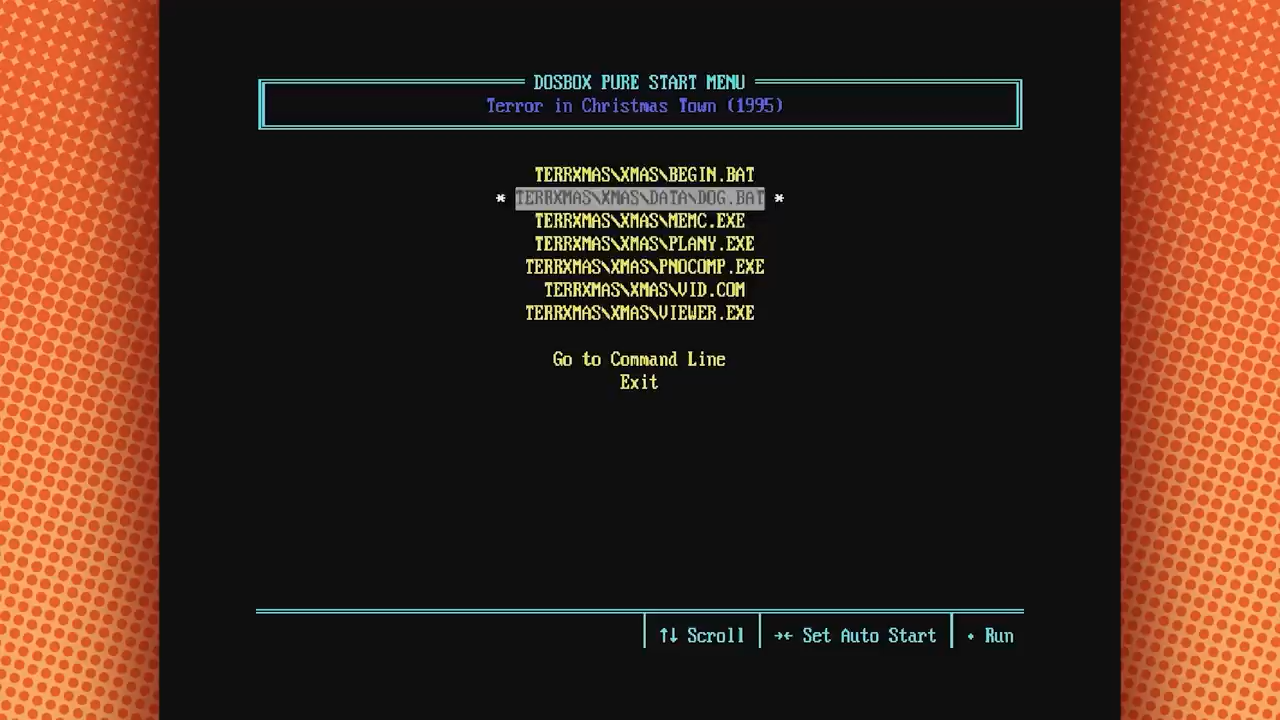 DOSBOX PURE START MENU
Terror in Christmas Town (1995)
TERRXMAS\XMAS\BEGIN.BAT
* TERRXMAS\XMAS\DATA\DOG.BAT *
TERRXMAS\XMAS\MEMC.EXE
TERRXMAS\XMAS\PLANY.EXE
TERRXMAS\XMAS\PNOCOMP.EXE
TERRXMAS\XMAS\VID.COM
TERRXMAS\XMAS\VIEWER.EXE
Go to Command Line
Exit
↑↓ Scroll │ →← Set Auto Start │ ♦ Run